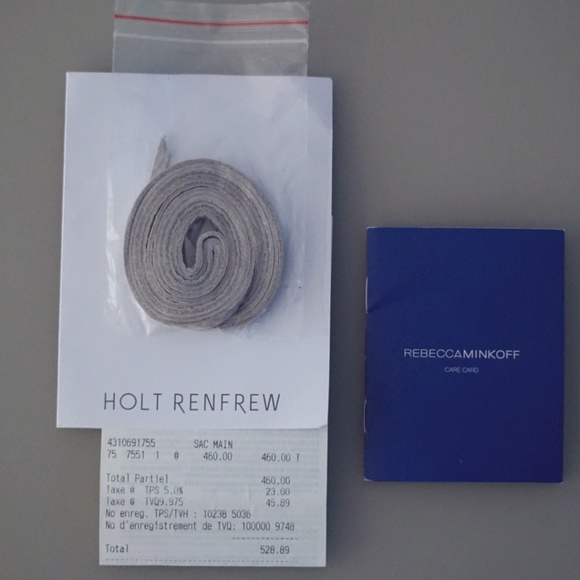 HOLT RENFREW
4310691755 SAC MAIN
75 7551 1 @ 460.00 460.00 T
Total Partiel 460.00
Taxe # TPS 5.0% 23.00
Taxe # TVQ9.975 45.89
No enreg. TPS/TVH : 10238 5036
No d'enregistrement de TVQ: 100000 9748
Total 528.89
REBECCAMINKOFF
CARE CARD